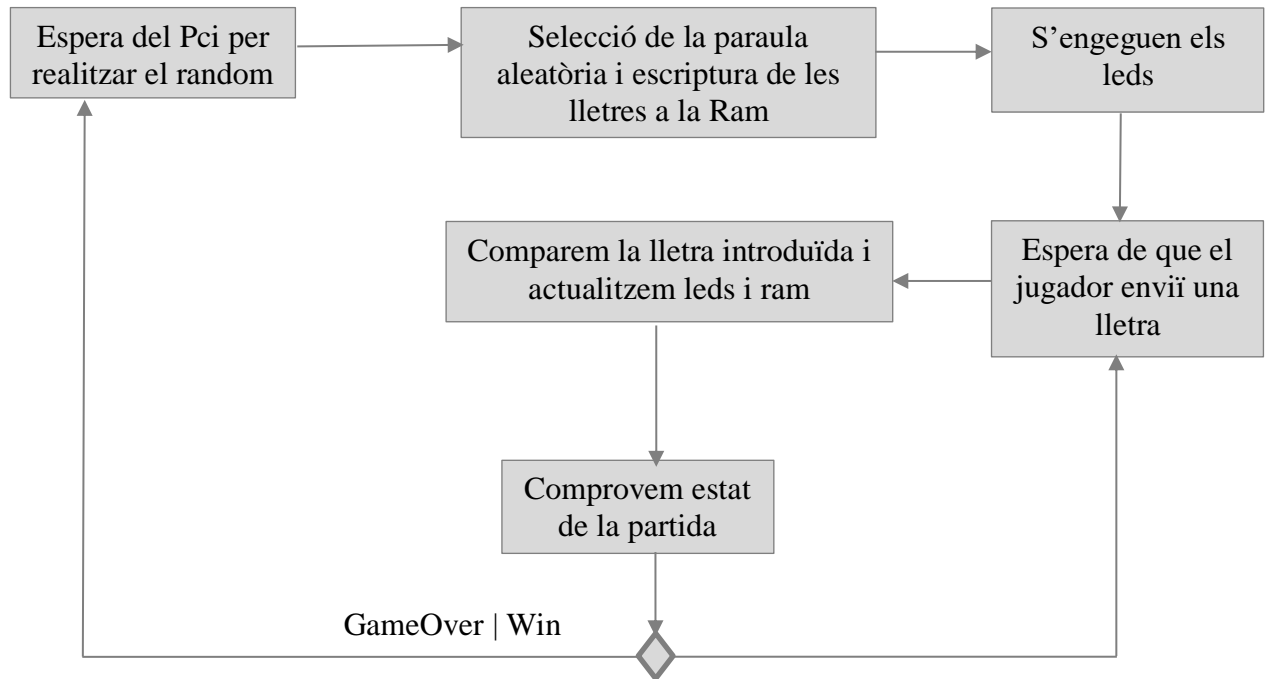 Espera del Pci per
realitzar el random
Selecció de la paraula
aleatòria i escriptura de les
lletres a la Ram
S’engeguen els
leds
Espera de que el
jugador enviï una
lletra
Comparem la lletra introduïda i
actualitzem leds i ram
Comprovem estat
de la partida
GameOver | Win